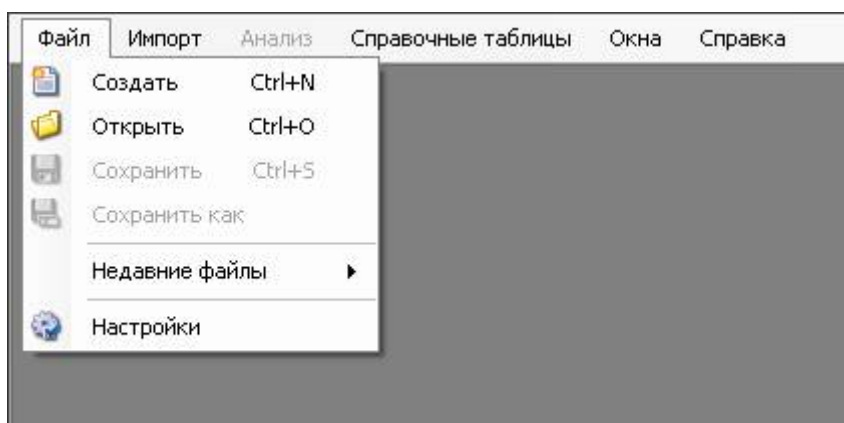 Файл Импорт Анализ Справочные таблицы Окна Справка
Создать Ctrl+N
Открыть Ctrl+O
Сохранить Ctrl+S
Сохранить как
Недавние файлы
Настройки